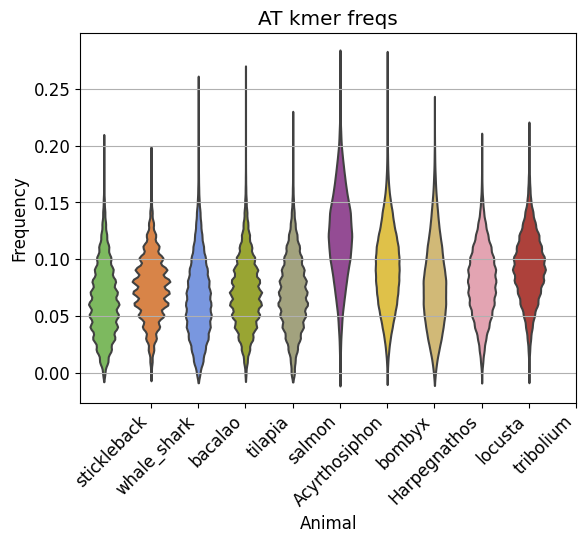 AT kmer freqs
Frequency
0.25
0.20
0.15
0.10
0.05
0.00
stickleback
whale_shark
bacalao
tilapia
salmon
Acyrthosiphon
bombyx
Harpegnathos
locusta
tribolium
Animal